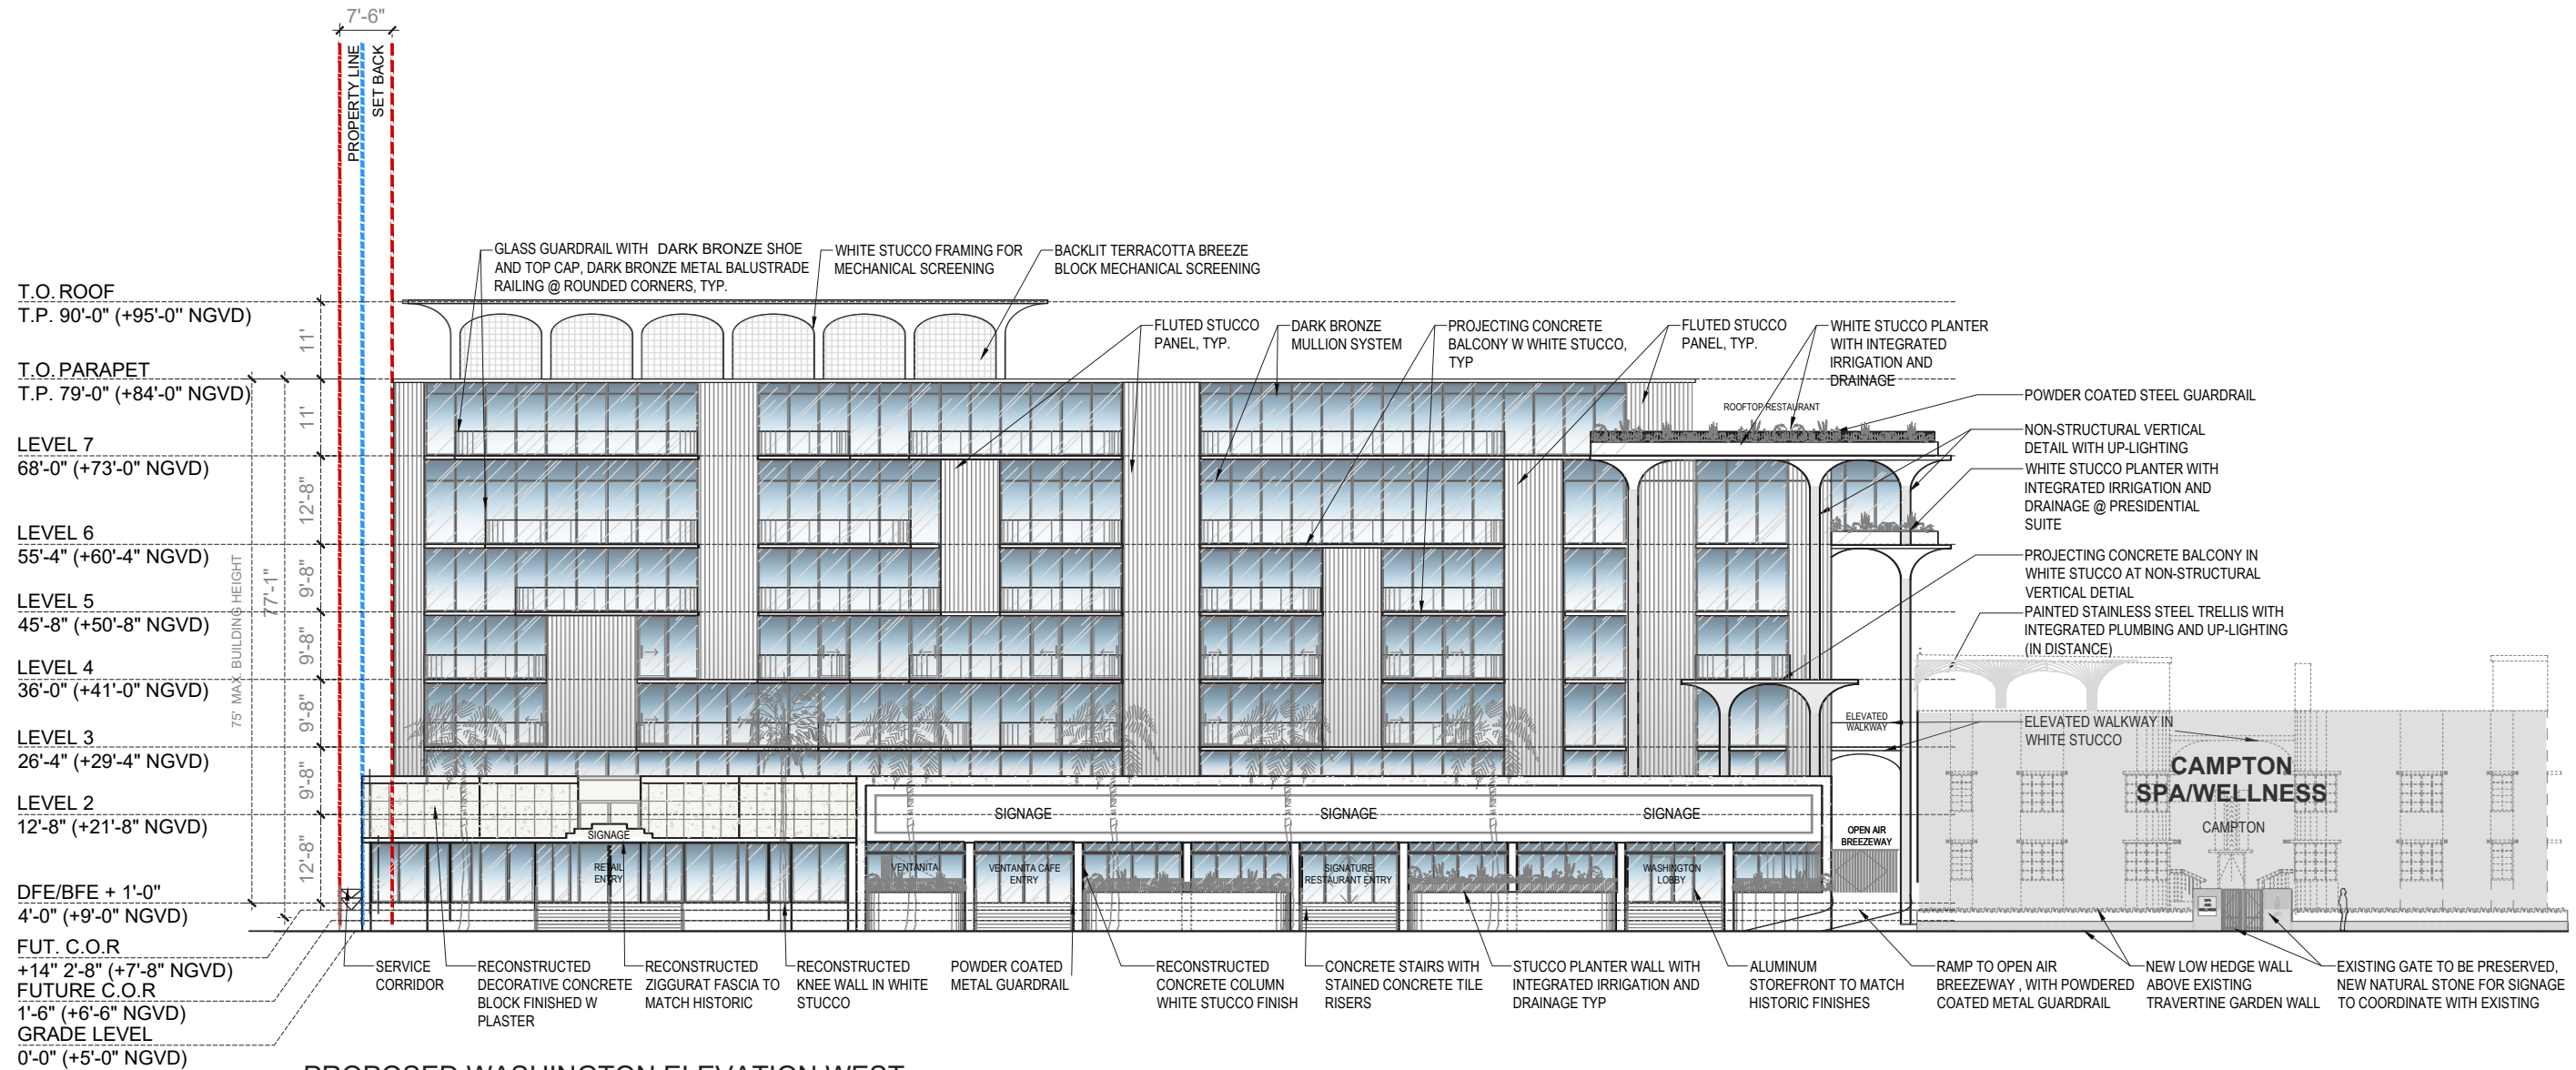 7'-6"
PROPERTY LINE
SET BACK
GLASS GUARDRAIL WITH DARK BRONZE SHOE
AND TOP CAP, DARK BRONZE METAL BALUSTRADE
RAILING @ ROUNDED CORNERS, TYP.
WHITE STUCCO FRAMING FOR
MECHANICAL SCREENING
BACKLIT TERRACOTTA BREEZE
BLOCK MECHANICAL SCREENING
FLUTED STUCCO
PANEL, TYP.
DARK BRONZE
MULLION SYSTEM
PROJECTING CONCRETE
BALCONY W WHITE STUCCO,
TYP
FLUTED STUCCO
PANEL, TYP.
WHITE STUCCO PLANTER
WITH INTEGRATED
IRRIGATION AND
DRAINAGE
ROOFTOP RESTAURANT
POWDER COATED STEEL GUARDRAIL
NON-STRUCTURAL VERTICAL
DETAIL WITH UP-LIGHTING
WHITE STUCCO PLANTER WITH
INTEGRATED IRRIGATION AND
DRAINAGE @ PRESIDENTIAL
SUITE
PROJECTING CONCRETE BALCONY IN
WHITE STUCCO AT NON-STRUCTURAL
VERTICAL DETIAL
PAINTED STAINLESS STEEL TRELLIS WITH
INTEGRATED PLUMBING AND UP-LIGHTING
(IN DISTANCE)
ELEVATED WALKWAY IN
WHITE STUCCO
ELEVATED
WALKWAY
CAMPTON
SPA/WELLNESS
CAMPTON
T.O. ROOF
T.P. 90'-0" (+95'-0" NGVD)
T.O. PARAPET
T.P. 79'-0" (+84'-0" NGVD)
LEVEL 7
68'-0" (+73'-0" NGVD)
LEVEL 6
55'-4" (+60'-4" NGVD)
LEVEL 5
45'-8" (+50'-8" NGVD)
LEVEL 4
36'-0" (+41'-0" NGVD)
LEVEL 3
26'-4" (+29'-4" NGVD)
LEVEL 2
12'-8" (+21'-8" NGVD)
DFE/BFE + 1'-0"
4'-0" (+9'-0" NGVD)
FUT. C.O.R
+14" 2'-8" (+7'-8" NGVD)
FUTURE C.O.R
1'-6" (+6'-6" NGVD)
GRADE LEVEL
0'-0" (+5'-0" NGVD)
11'
11'
12'-8"
9'-8"
9'-8"
9'-8"
9'-8"
12'-8"
75' MAX. BUILDING HEIGHT
77'-1"
SIGNAGE
SIGNAGE
SIGNAGE
SIGNAGE
RETAIL
ENTRY
VENTANITA
VENTANITA CAFE
ENTRY
SIGNATURE
RESTAURANT ENTRY
WASHINGTON
LOBBY
OPEN AIR
BREEZEWAY
SERVICE
CORRIDOR
RECONSTRUCTED
DECORATIVE CONCRETE
BLOCK FINISHED W
PLASTER
RECONSTRUCTED
ZIGGURAT FASCIA TO
MATCH HISTORIC
RECONSTRUCTED
KNEE WALL IN WHITE
STUCCO
POWDER COATED
METAL GUARDRAIL
RECONSTRUCTED
CONCRETE COLUMN
WHITE STUCCO FINISH
CONCRETE STAIRS WITH
STAINED CONCRETE TILE
RISERS
STUCCO PLANTER WALL WITH
INTEGRATED IRRIGATION AND
DRAINAGE TYP
ALUMINUM
STOREFRONT TO MATCH
HISTORIC FINISHES
RAMP TO OPEN AIR
BREEZEWAY , WITH POWDERED
COATED METAL GUARDRAIL
NEW LOW HEDGE WALL
ABOVE EXISTING
TRAVERTINE GARDEN WALL
EXISTING GATE TO BE PRESERVED,
NEW NATURAL STONE FOR SIGNAGE
TO COORDINATE WITH EXISTING
PROPOSED WASHINGTON ELEVATION WEST